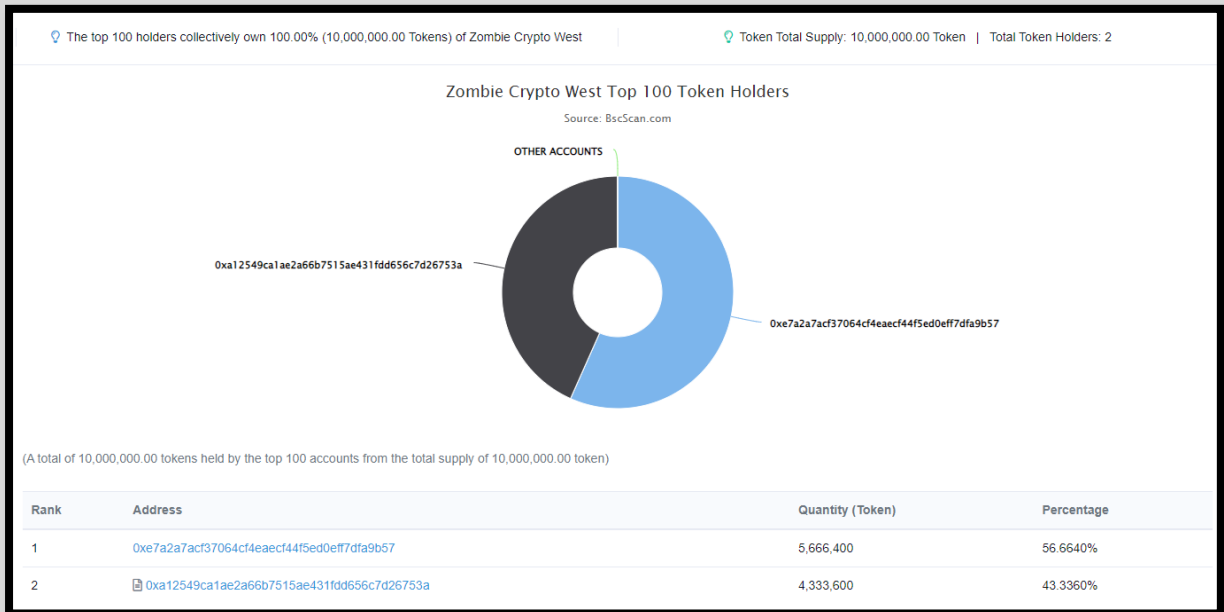 The top 100 holders collectively own 100.00% (10,000,000.00 Tokens) of Zombie Crypto West
Token Total Supply: 10,000,000.00 Token | Total Token Holders: 2
Zombie Crypto West Top 100 Token Holders
Source: BscScan.com
OTHER ACCOUNTS
0xa12549ca1ae2a66b7515ae431fdd656c7d26753a
0xe7a2a7acf37064cf4eaecf44f5ed0eff7dfa9b57
(A total of 10,000,000.00 tokens held by the top 100 accounts from the total supply of 10,000,000.00 token)
Rank Address Quantity (Token) Percentage
1 0xe7a2a7acf37064cf4eaecf44f5ed0eff7dfa9b57 5,666,400 56.6640%
2 0xa12549ca1ae2a66b7515ae431fdd656c7d26753a 4,333,600 43.3360%